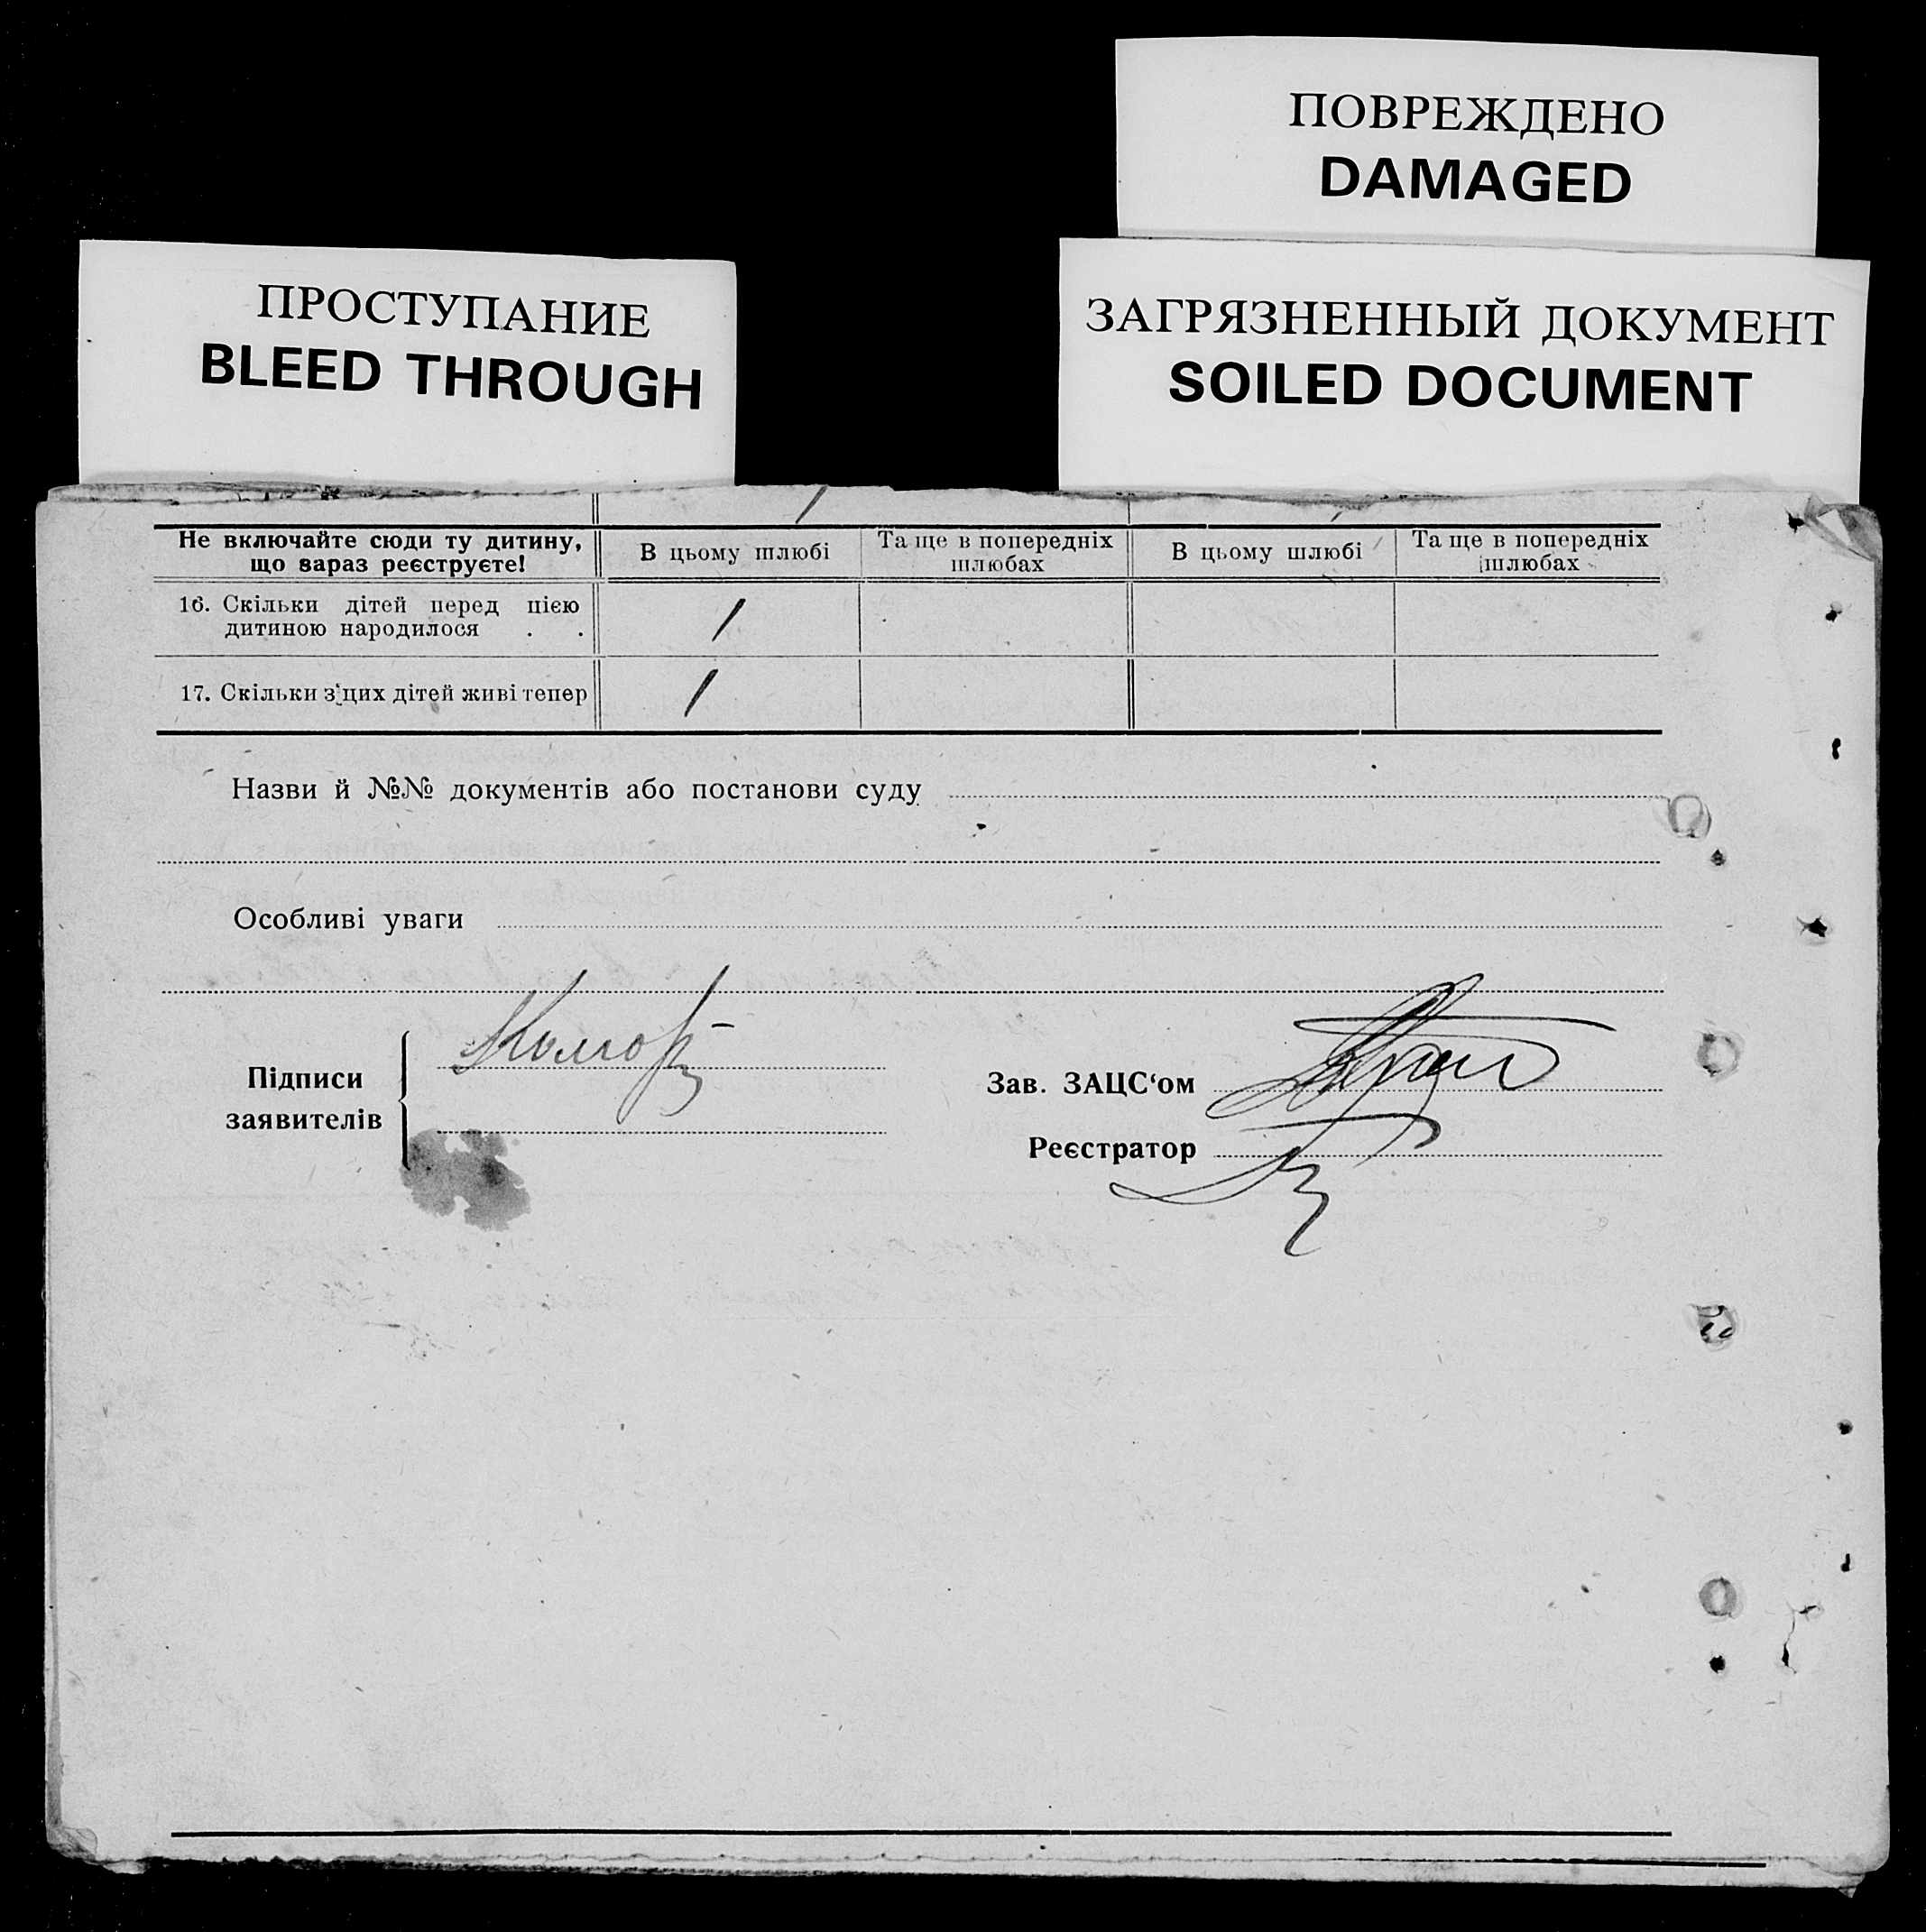 ПОВРЕЖДЕНО
DAMAGED
ПРОСТУПАНИЕ
BLEED THROUGH
ЗАГРЯЗНЕННЫЙ ДОКУМЕНТ
SOILED DOCUMENT
Не включайте сюди ту дитину,
що зараз реєструєте!
В цьому шлюбі
Та ще в попередніх
шлюбах
В цьому шлюбі
Та ще в попередніх
шлюбах
16. Скільки дітей перед цією
дитиною народилося . .
1
17. Скільки з цих дітей живі тепер
1
Назви й №№ документів або постанови суду
Особливі уваги
Підписи
заявителів
Зав. ЗАЦС‘ом
Реєстратор